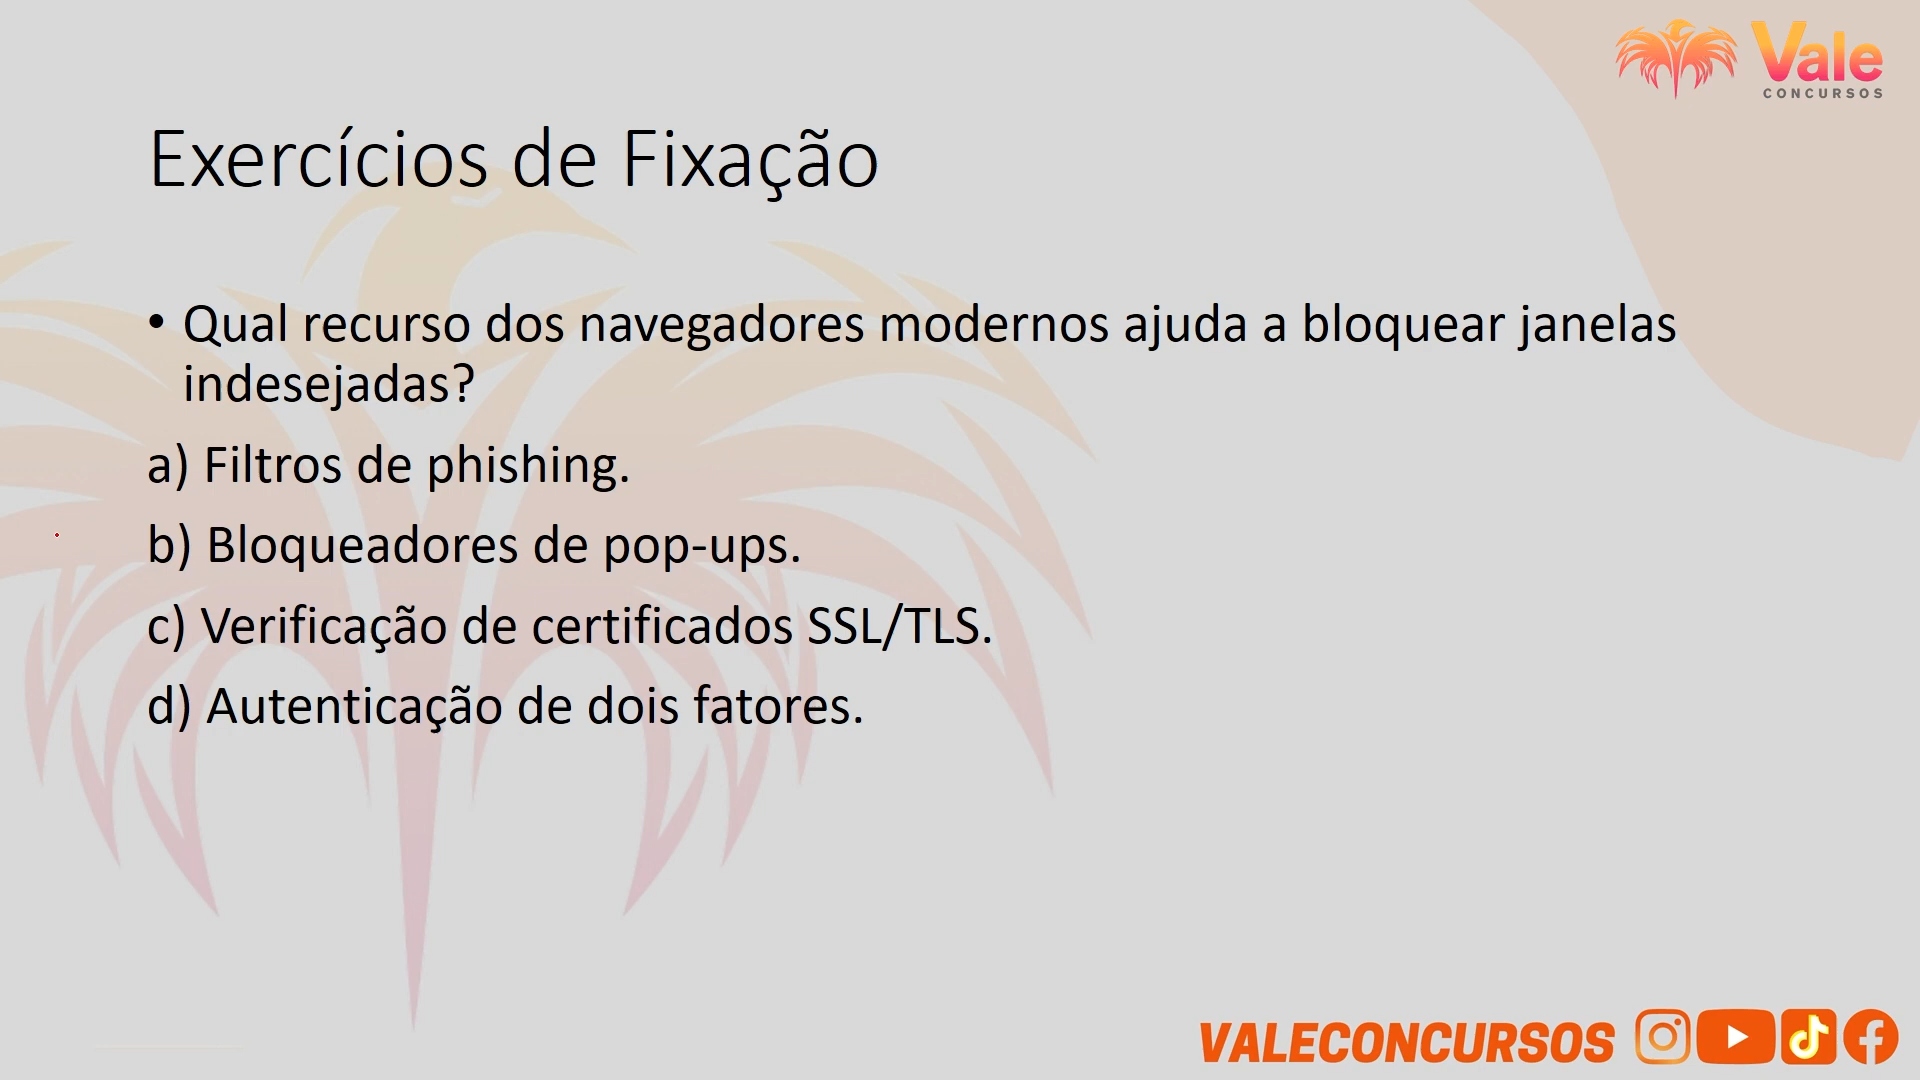 Vale
CONCURSOS
Exercícios de Fixação
• Qual recurso dos navegadores modernos ajuda a bloquear janelas
indesejadas?
a) Filtros de phishing.
b) Bloqueadores de pop-ups.
c) Verificação de certificados SSL/TLS.
d) Autenticação de dois fatores.
VALECONCURSOS